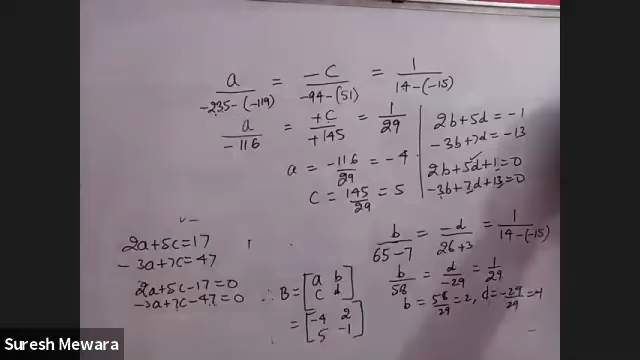 a/(-235-(-119)) = -C/(-94-(51)) = 1/(14-(-15))
a/-116 = +C/+145 = 1/29
a = -116/29 = -4
C = 145/29 = 5
2b+5d = -1
-3b+7d = -13
2b+5d+1=0
-3b+7d+13=0
2a+5c=17
-3a+7c=47
2a+5c-17=0
-3a+7c-47=0
∴ B = [a b
c d]
= [-4 2
5 -1]
b/(65-7) = -d/(26+3) = 1/(14-(-15))
b/58 = d/-29 = 1/29
b = 58/29 = 2, d = -29/29 = -1
Suresh Mewara